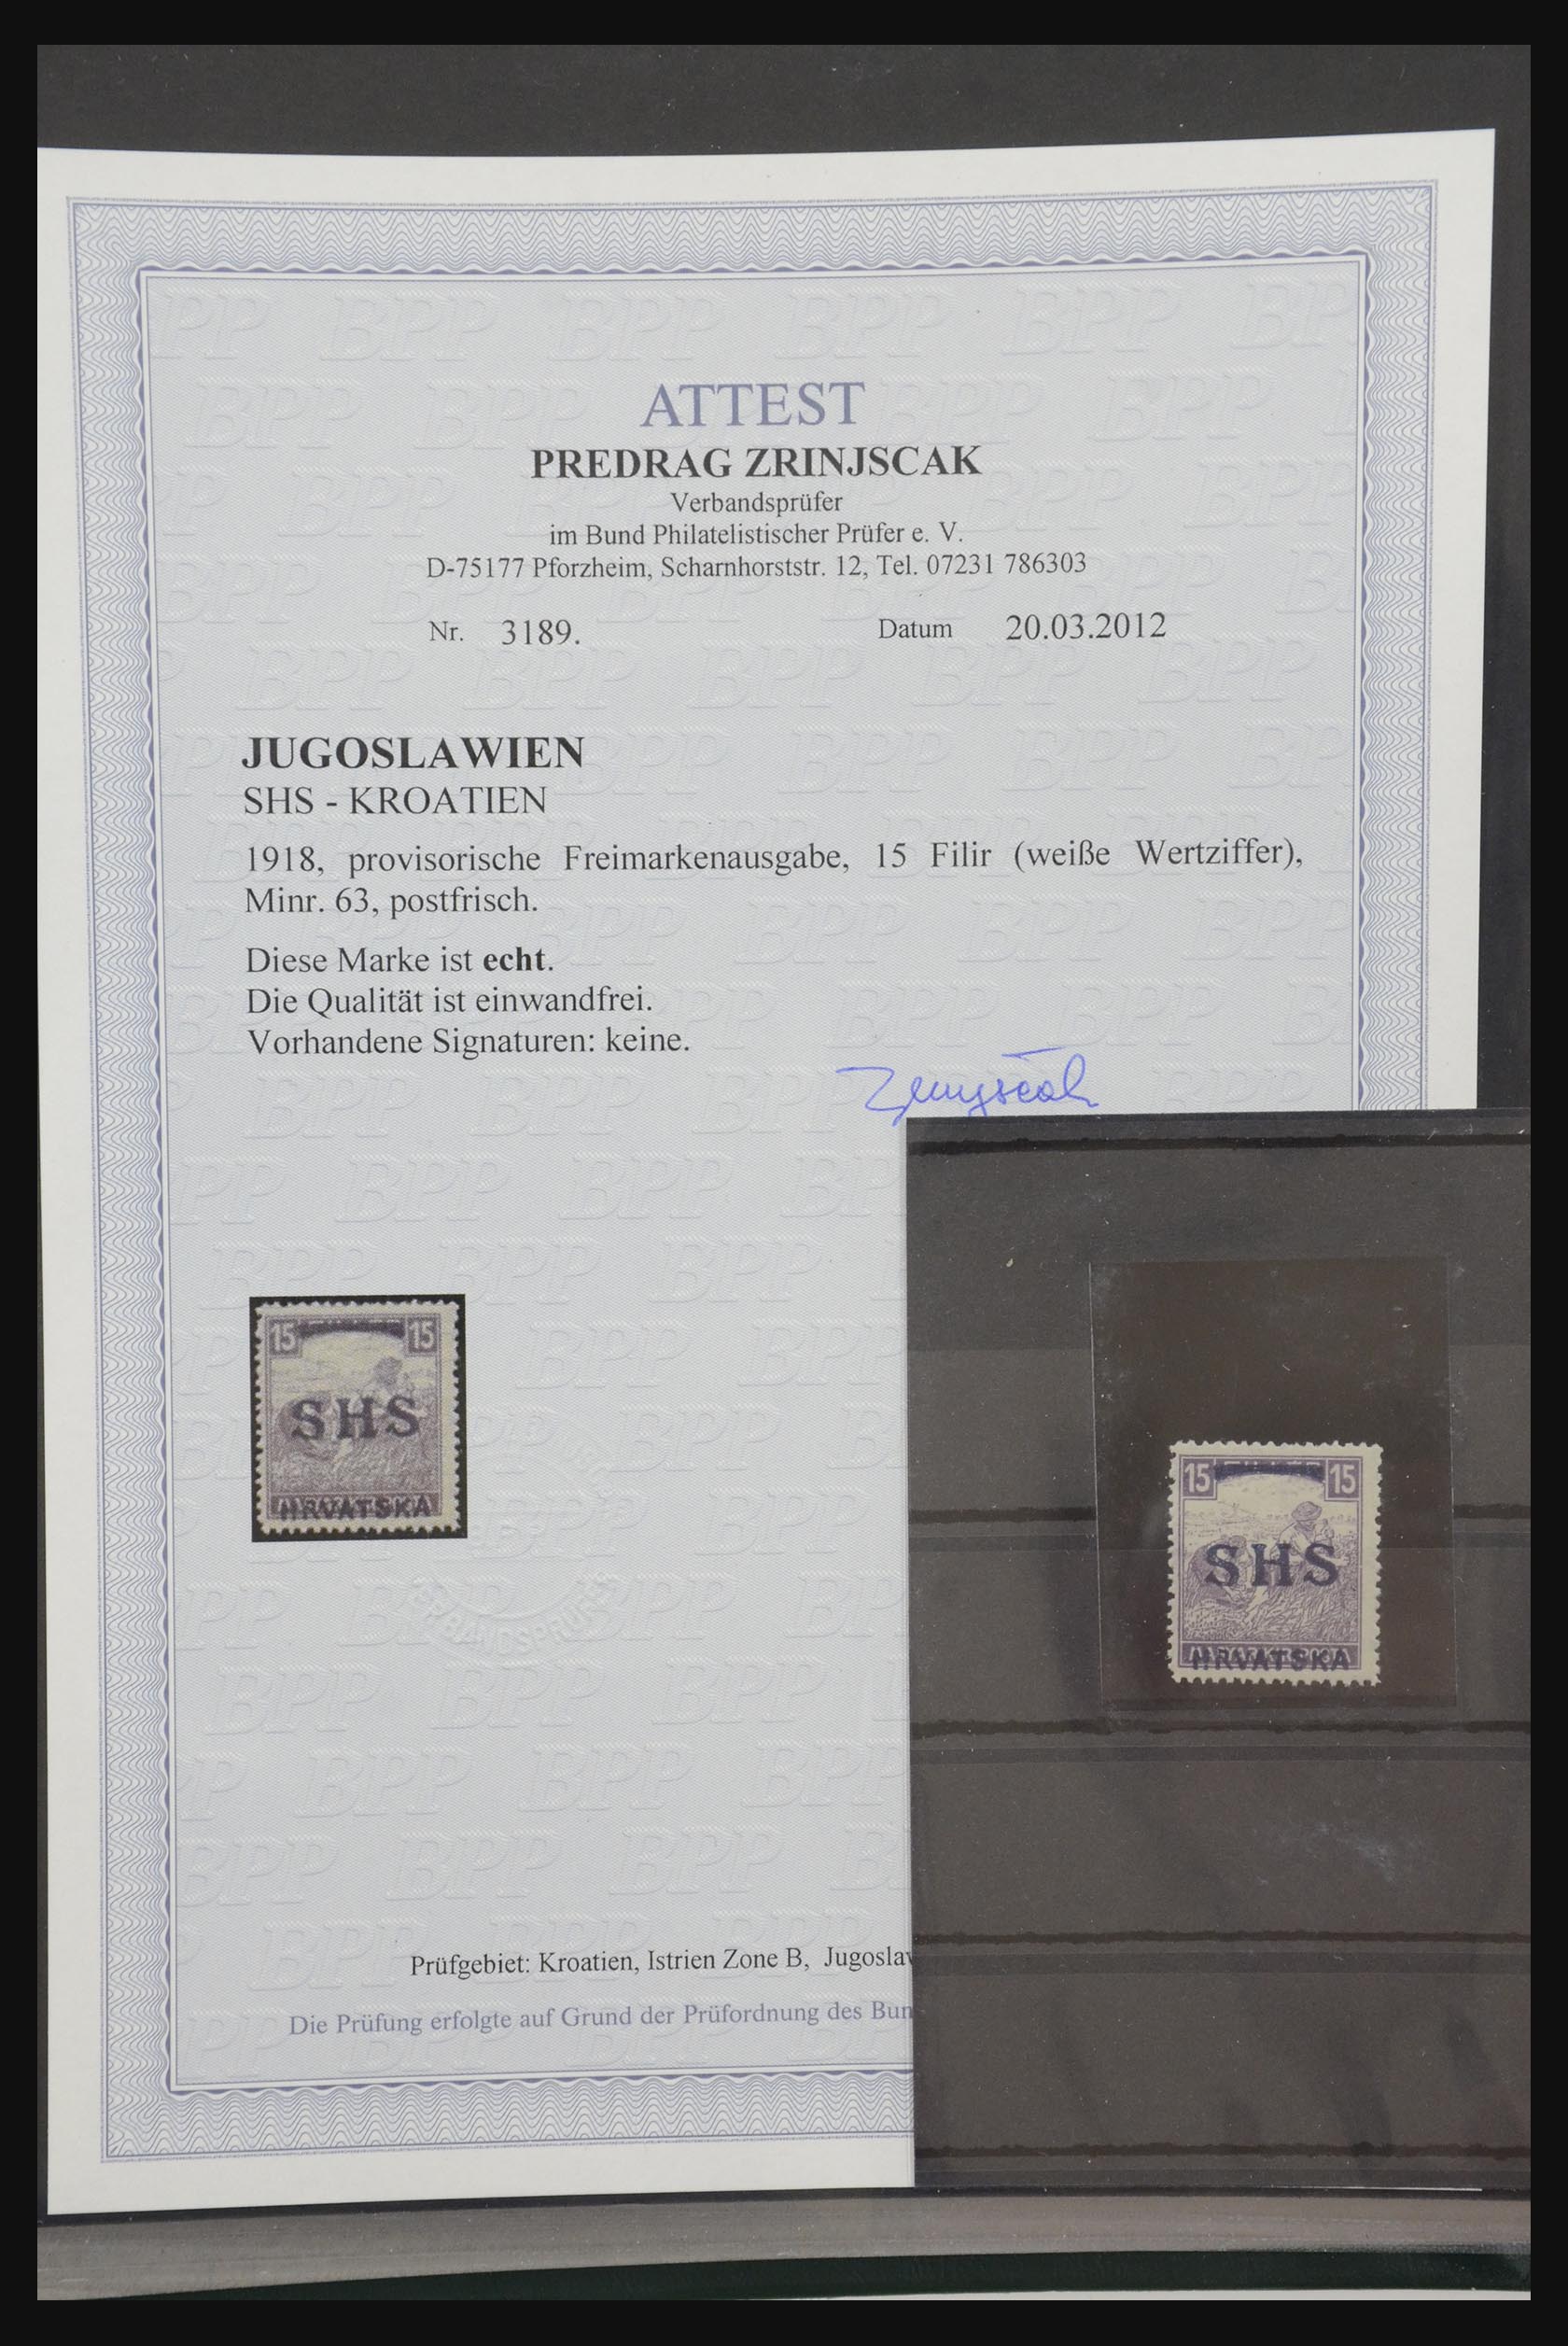 ATTEST
PREDRAG ZRINJSCAK
Verbandsprüfer
im Bund Philatelistischer Prüfer e. V.
D-75177 Pforzheim, Scharnhorststr. 12, Tel. 07231 786303
Nr. 3189. Datum 20.03.2012
JUGOSLAWIEN
SHS - KROATIEN
1918, provisorische Freimarkenausgabe, 15 Filir (weiße Wertziffer),
Minr. 63, postfrisch.
Diese Marke ist echt.
Die Qualität ist einwandfrei.
Vorhandene Signaturen: keine.
15 15
SHS
HRVATSKA
15 15
SHS
HRVATSKA
Prüfgebiet: Kroatien, Istrien Zone B,
Die Prüfung erfolgte auf Grund der Prüfordnung des